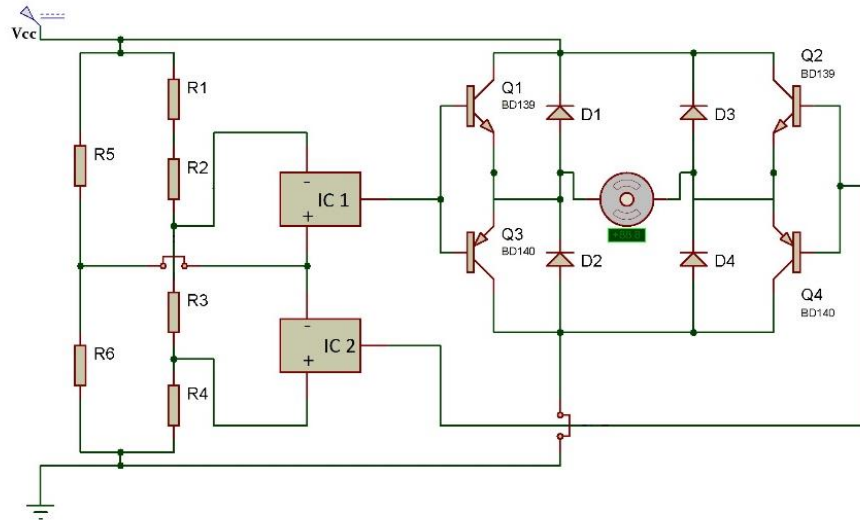 Vcc
R1
R2
R3
R4
R5
R6
-
IC 1
+
-
IC 2
+
Q1
BD139
Q3
BD140
D1
D2
D3
D4
Q2
BD139
Q4
BD140